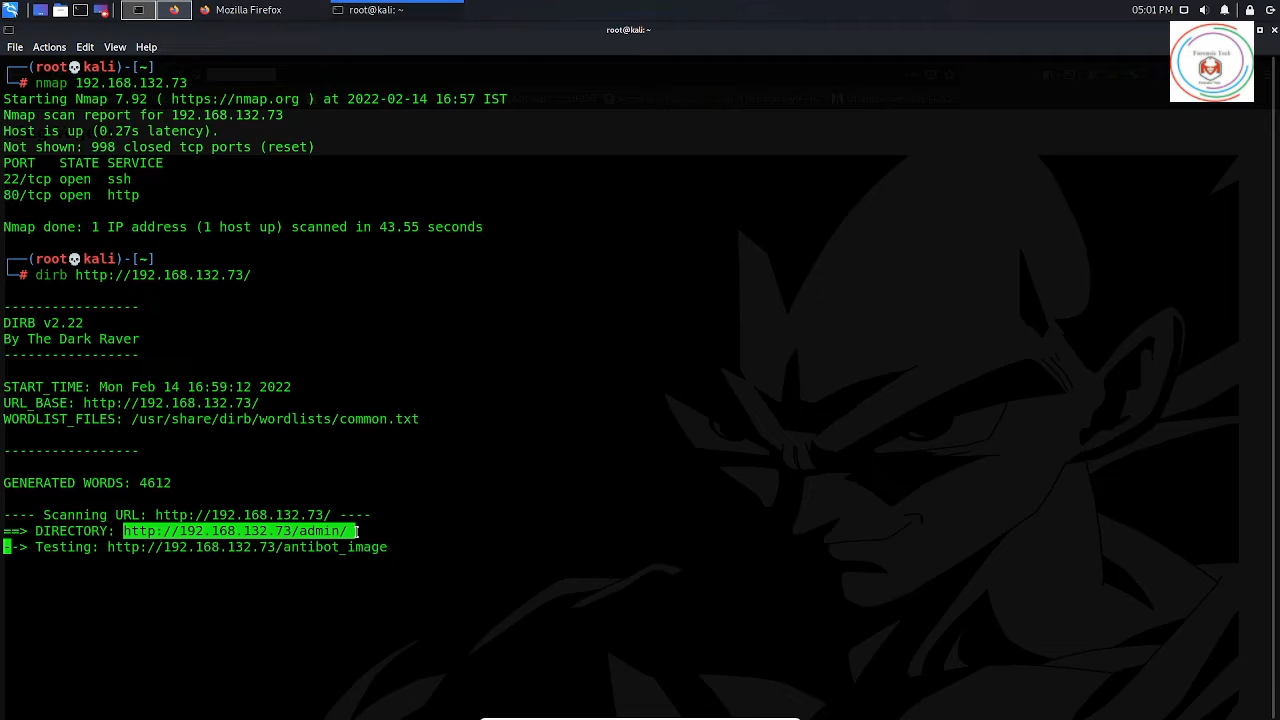 Mozilla Firefox
root@kali: ~
05:01 PM
root@kali: ~
File Actions Edit View Help
(root💀kali)-[~]
# nmap 192.168.132.73
Starting Nmap 7.92 ( https://nmap.org ) at 2022-02-14 16:57 IST
Nmap scan report for 192.168.132.73
Host is up (0.27s latency).
Not shown: 998 closed tcp ports (reset)
PORT STATE SERVICE
22/tcp open ssh
80/tcp open http
Nmap done: 1 IP address (1 host up) scanned in 43.55 seconds
(root💀kali)-[~]
# dirb http://192.168.132.73/
-----------------
DIRB v2.22
By The Dark Raver
-----------------
START_TIME: Mon Feb 14 16:59:12 2022
URL_BASE: http://192.168.132.73/
WORDLIST_FILES: /usr/share/dirb/wordlists/common.txt
-----------------
GENERATED WORDS: 4612
---- Scanning URL: http://192.168.132.73/ ----
==> DIRECTORY: http://192.168.132.73/admin/
--> Testing: http://192.168.132.73/antibot_image